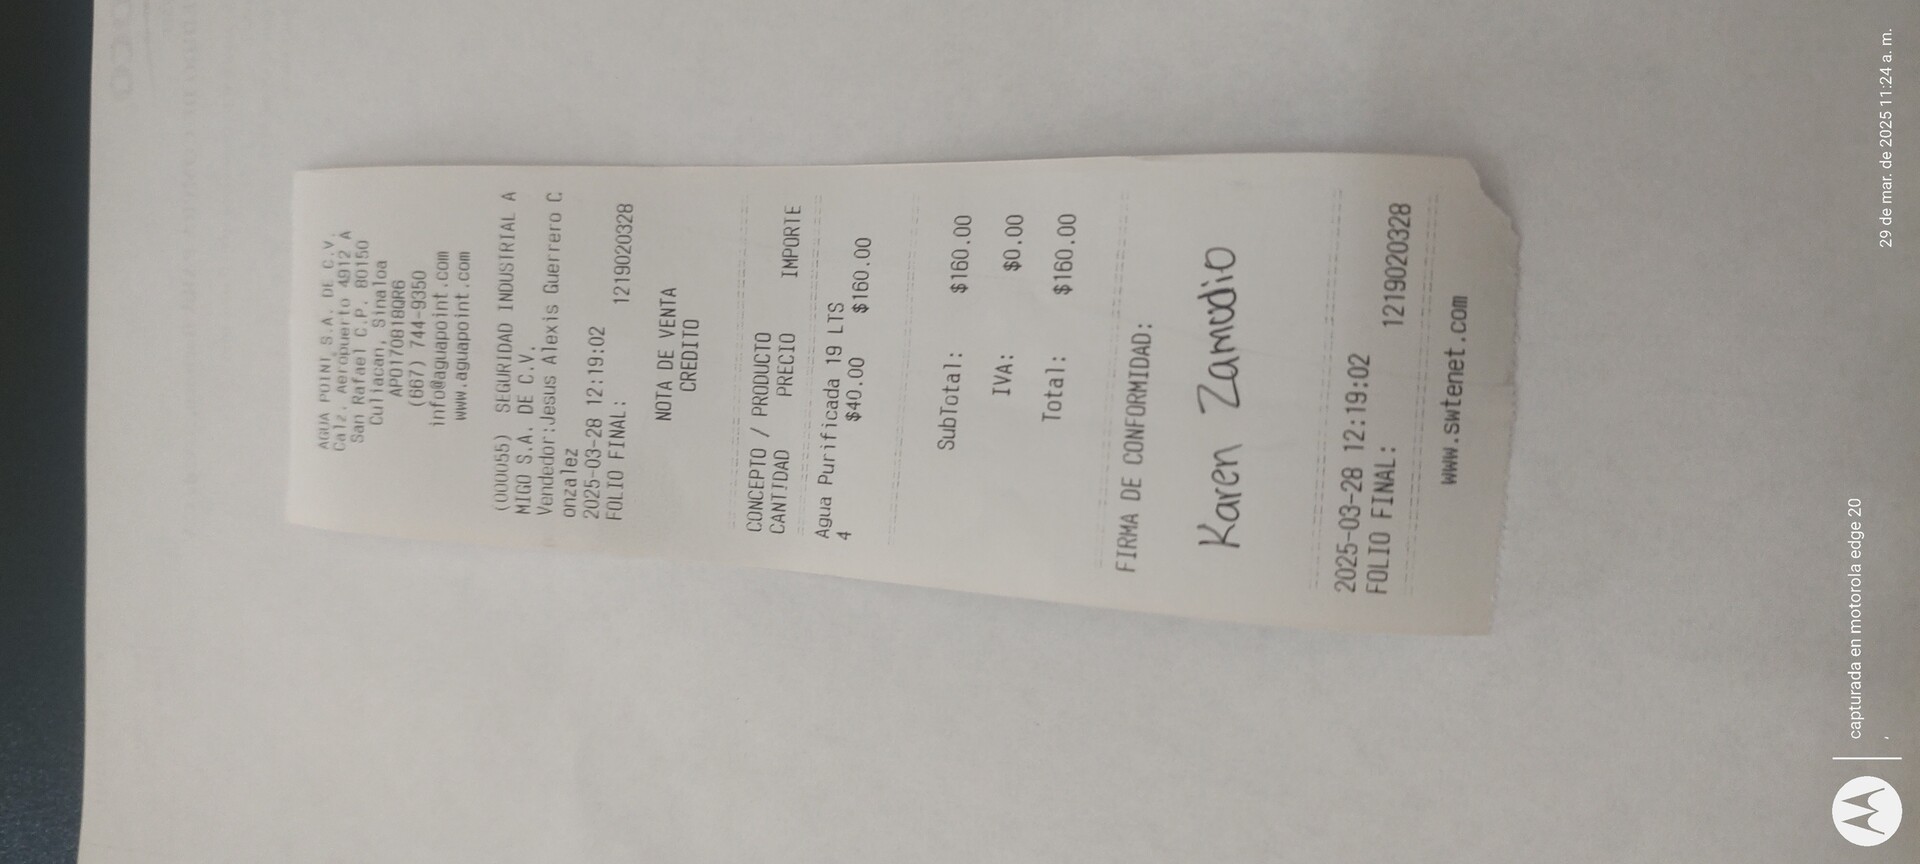 AGUA POINT, S.A. DE C.V.
Calz. Aeropuerto 4912 A
San Rafael C.P. 80150
Culiacan, Sinaloa
APO170818QR6
(667) 744-9350
info@aguapoint.com
www.aguapoint.com
(000055) SEGURIDAD INDUSTRIAL A
MIGO S.A. DE C.V.
Vendedor:Jesus Alexis Guerrero G
onzalez
2025-03-28 12:19:02
FOLIO FINAL: 1219020328
NOTA DE VENTA
CREDITO
CONCEPTO / PRODUCTO
CANTIDAD PRECIO IMPORTE
Agua Purificada 19 LTS
4 $40.00 $160.00
SubTotal: $160.00
IVA: $0.00
Total: $160.00
FIRMA DE CONFORMIDAD:
Karen Zamudio
2025-03-28 12:19:02
FOLIO FINAL: 1219020328
www.swtenet.com
capturada en motorola edge 20
29 de mar. de 2025 11:24 a. m.